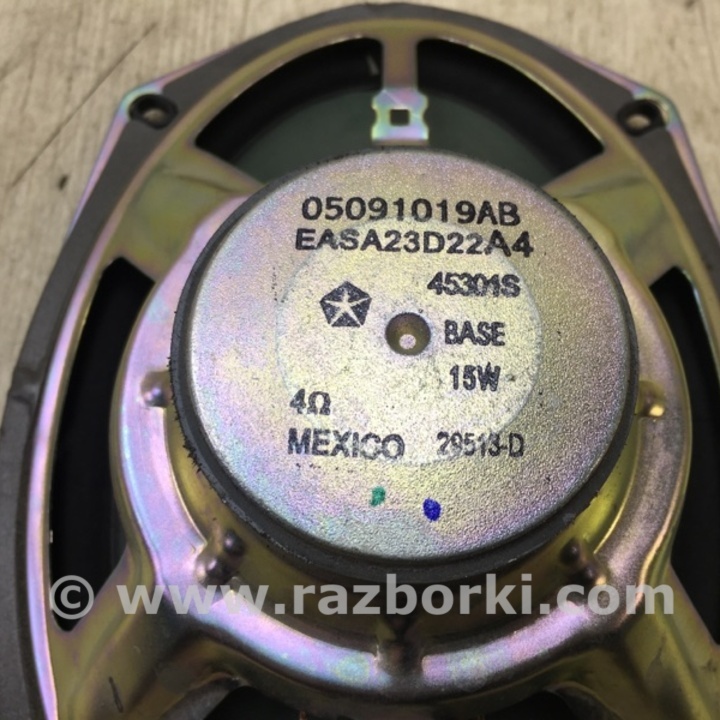 05091019AB
EASA23D22A4
45301S
BASE
15W
4Ω
MEXICO 29513-D
© www.razborki.com